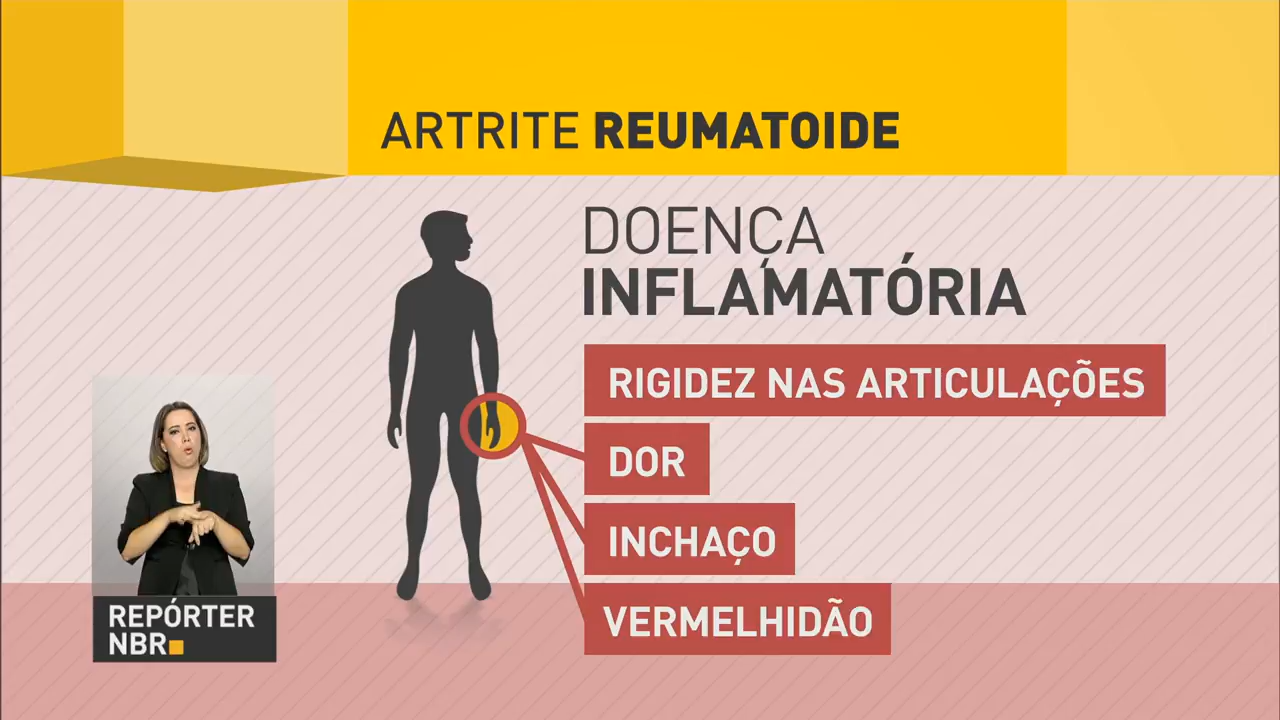 ARTRITE REUMATOIDE
DOENÇA
INFLAMATÓRIA
RIGIDEZ NAS ARTICULAÇÕES
DOR
INCHAÇO
VERMELHIDÃO
REPÓRTER
NBR